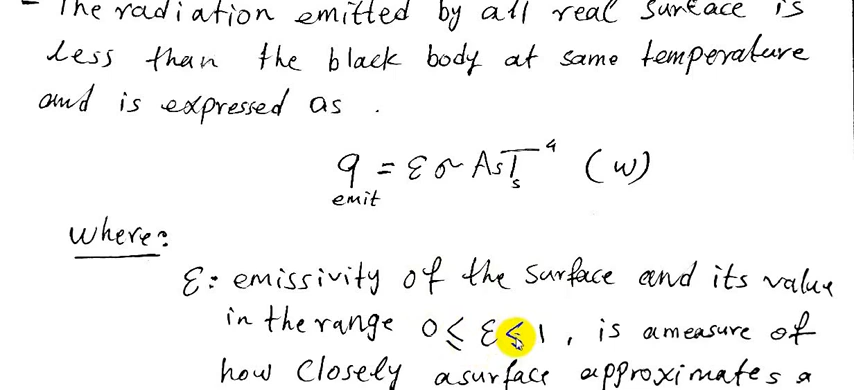 - The radiation emitted by all real surface is
less than the black body at same temperature
and is expressed as .
q emit = εσ As Ts⁴ (W)
where:
ε: emissivity of the surface and its value
in the range 0 ≤ ε ≤ 1, is a measure of
how closely a surface approximates a